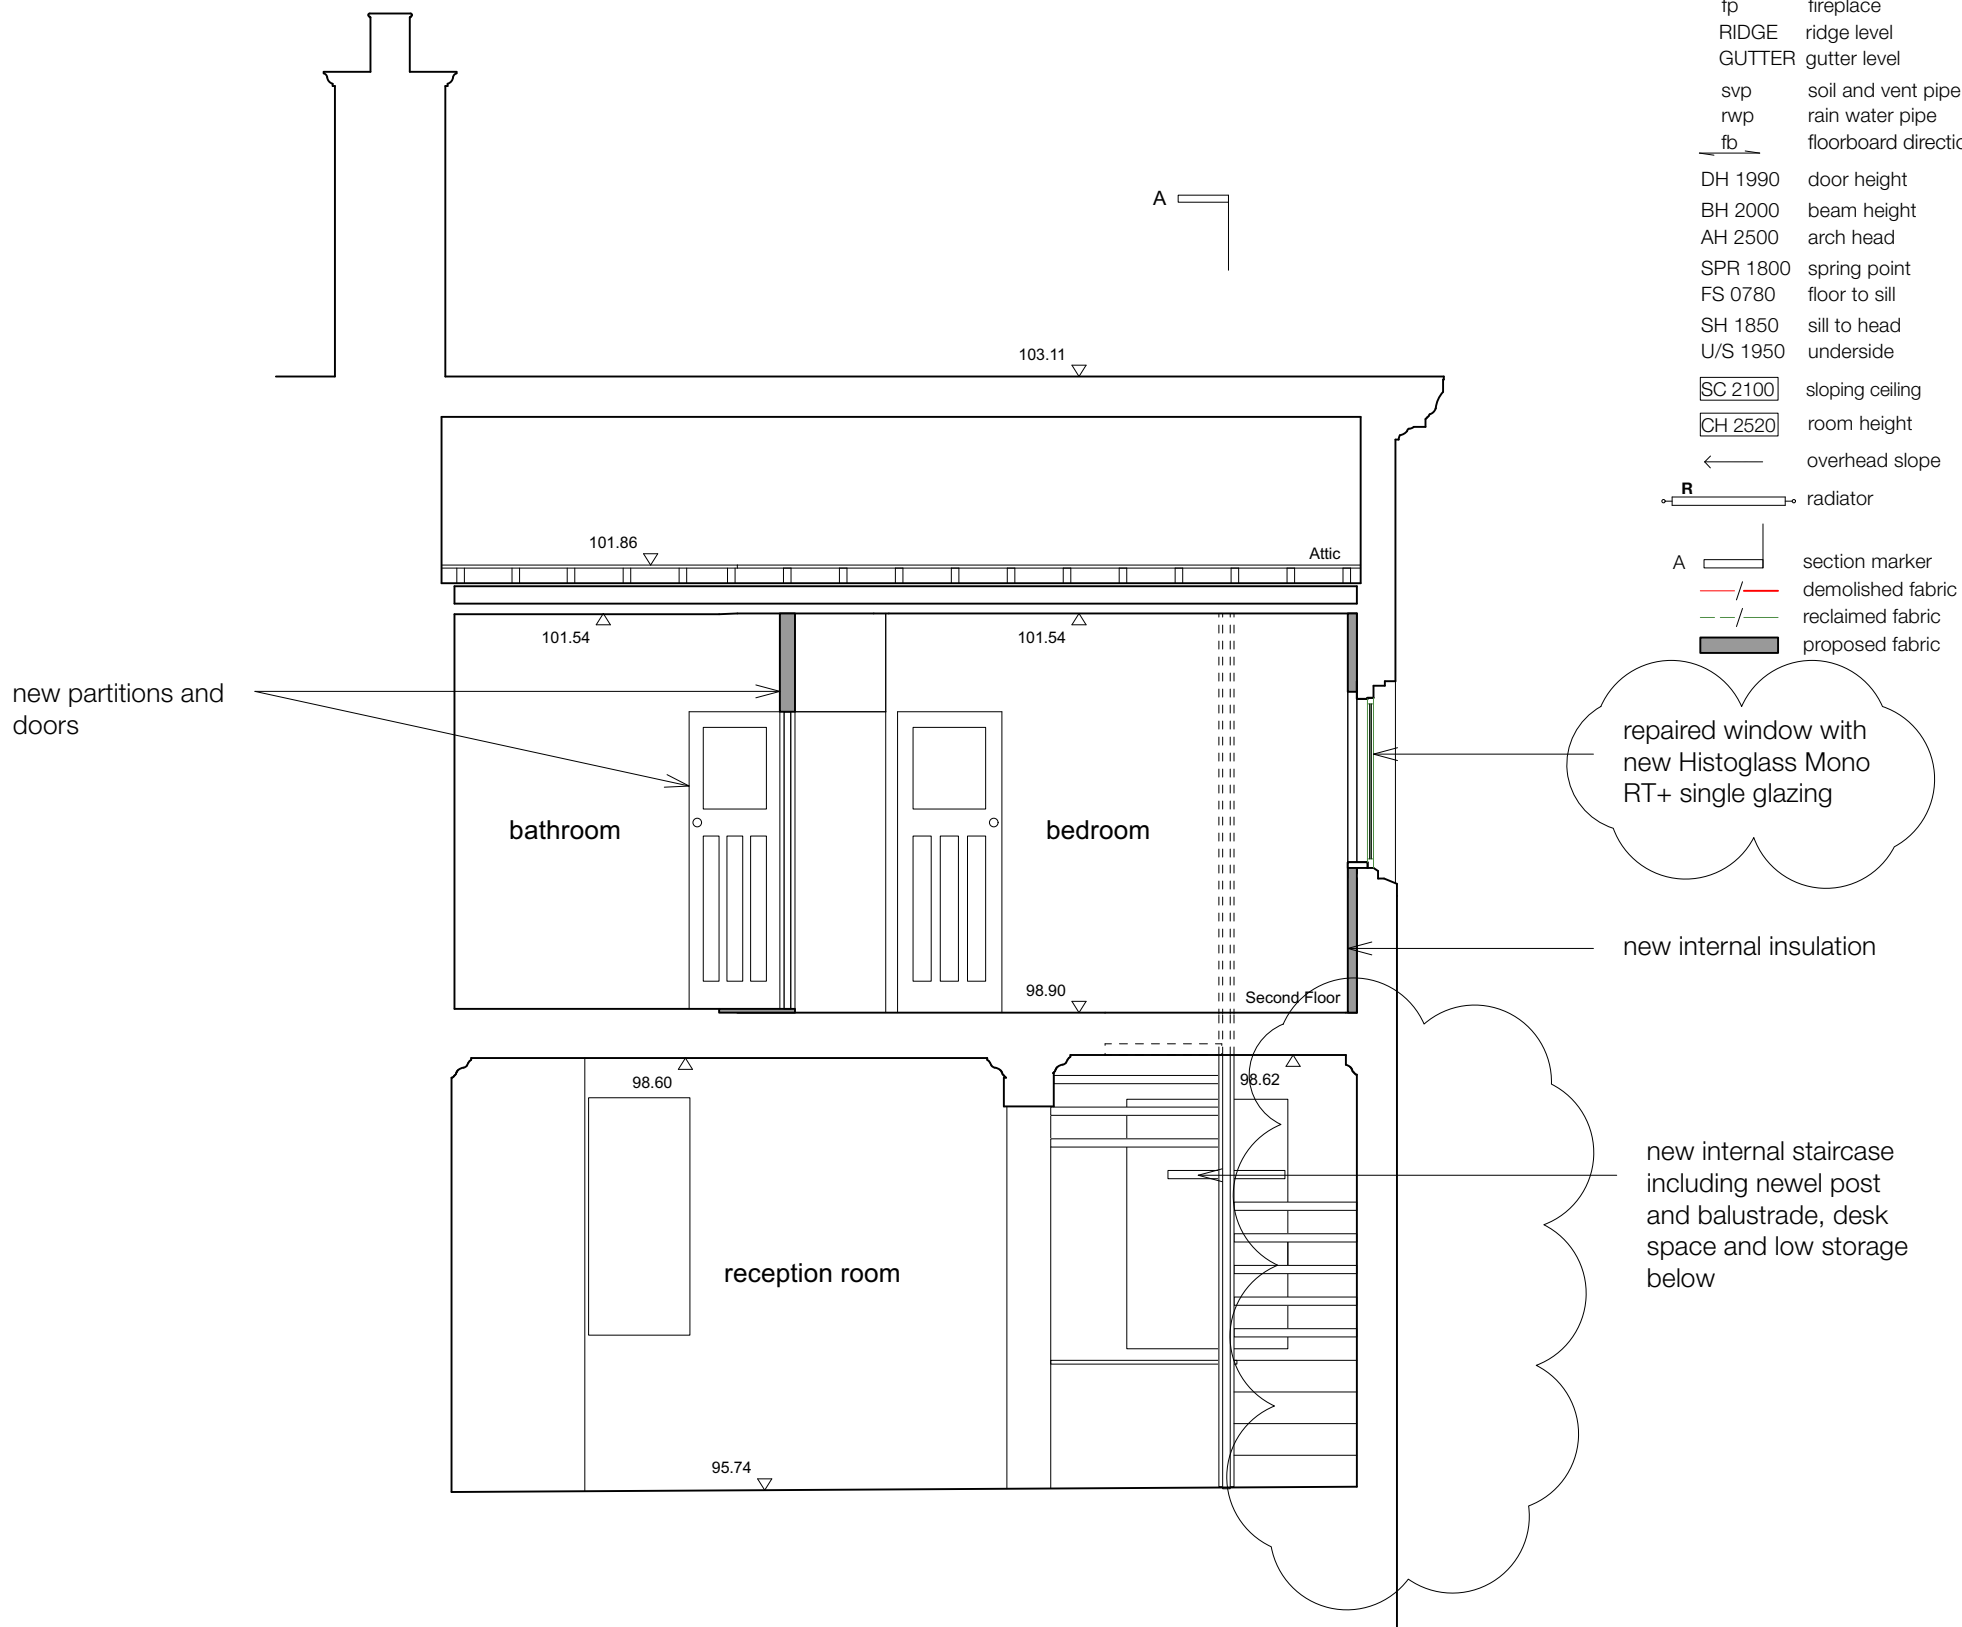 fp fireplace
RIDGE ridge level
GUTTER gutter level
svp soil and vent pipe
rwp rain water pipe
fb
floorboard
DH 1990 door height
BH 2000 beam height
AH 2500 arch head
SPR 1800 spring point
FS 0780 floor to sill
SH 1850 sill to head
U/S 1950 underside
SC 2100 sloping ceiling
CH 2520 room height
overhead slope
R
radiator
A section marker
demolished fabric
reclaimed fabric
proposed fabric
A
103.11
101.86
Attic
101.54
101.54
new partitions and
doors
repaired window with
new Histoglass Mono
RT+ single glazing
bathroom
bedroom
new internal insulation
98.90
Second Floor
98.60
98.62
new internal staircase
including newel post
and balustrade, desk
space and low storage
below
reception room
95.74